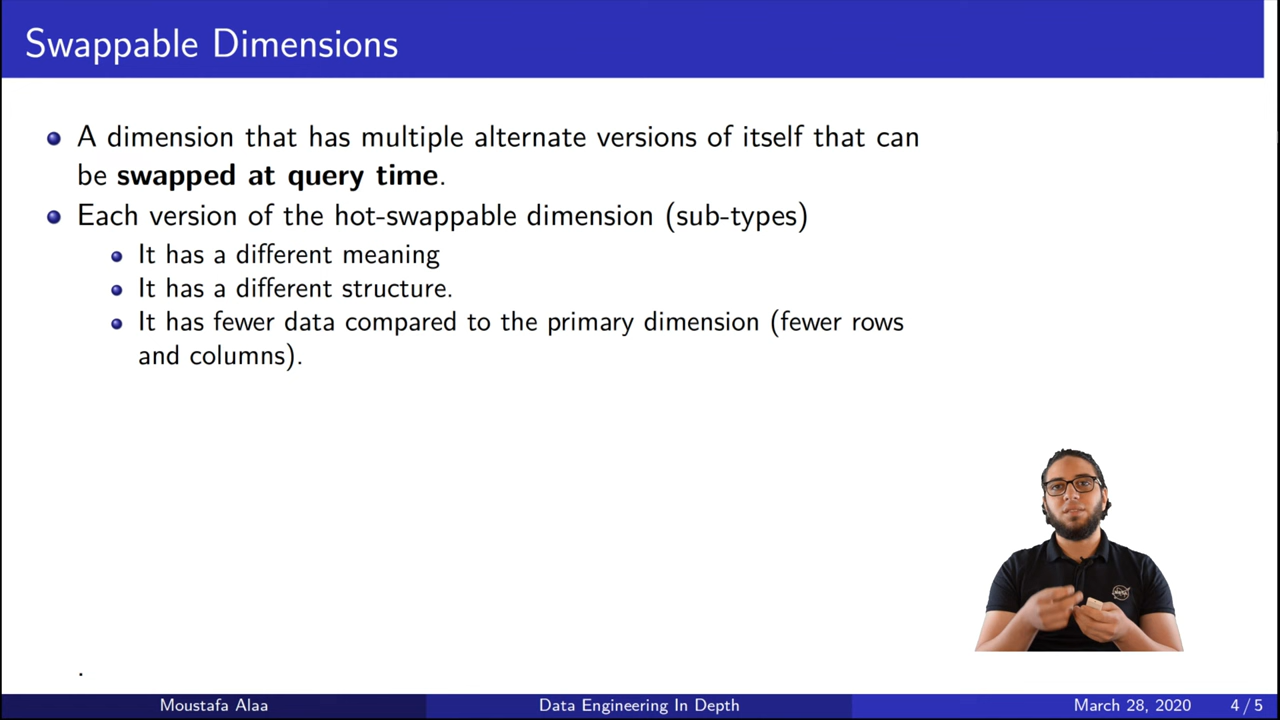 Swappable Dimensions
A dimension that has multiple alternate versions of itself that can
be swapped at query time.
Each version of the hot-swappable dimension (sub-types)
It has a different meaning
It has a different structure.
It has fewer data compared to the primary dimension (fewer rows
and columns).
NASA
.
Moustafa Alaa
Data Engineering In Depth
March 28, 2020
4 / 5